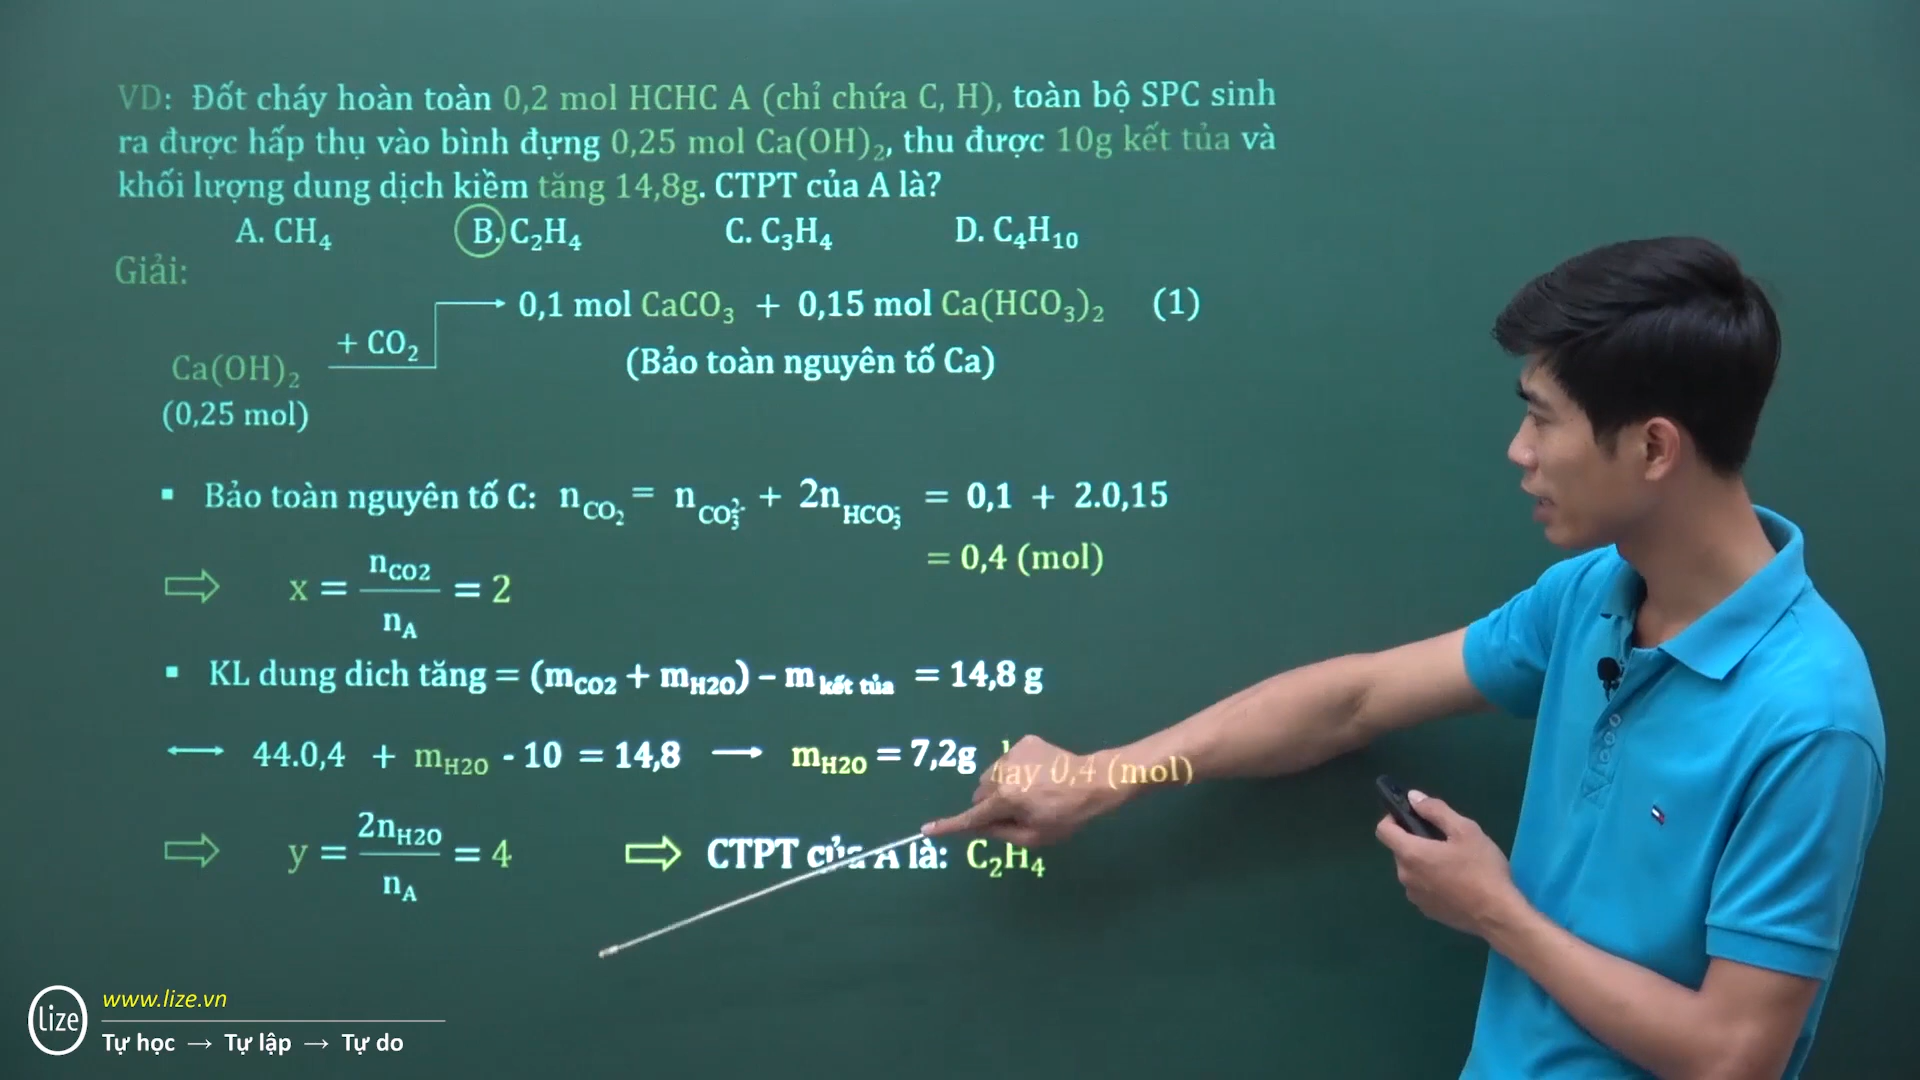 VD: Đốt cháy hoàn toàn 0,2 mol HCHC A (chỉ chứa C, H), toàn bộ SPC sinh
ra được hấp thụ vào bình đựng 0,25 mol Ca(OH)₂, thu được 10g kết tủa và
khối lượng dung dịch kiềm tăng 14,8g. CTPT của A là?
A. CH₄ B. C₂H₄ C. C₃H₄ D. C₄H₁₀
Giải:
0,1 mol CaCO₃ + 0,15 mol Ca(HCO₃)₂ (1)
+ CO₂
Ca(OH)₂
(Bảo toàn nguyên tố Ca)
(0,25 mol)
▪ Bảo toàn nguyên tố C: n CO₂ = n CO₃²⁻ + 2n HCO₃⁻ = 0,1 + 2.0,15
= 0,4 (mol)
⇨ x = nCO2 / nA = 2
▪ KL dung dich tăng = (mCO2 + mH2O) – m kết tủa = 14,8 g
⟷ 44.0,4 + mH2O - 10 = 14,8 ⟶ mH2O = 7,2g hay 0,4 (mol)
⇨ y = 2nH2O / nA = 4 ⇨ CTPT của A là: C₂H₄
lize
www.lize.vn
Tự học → Tự lập → Tự do